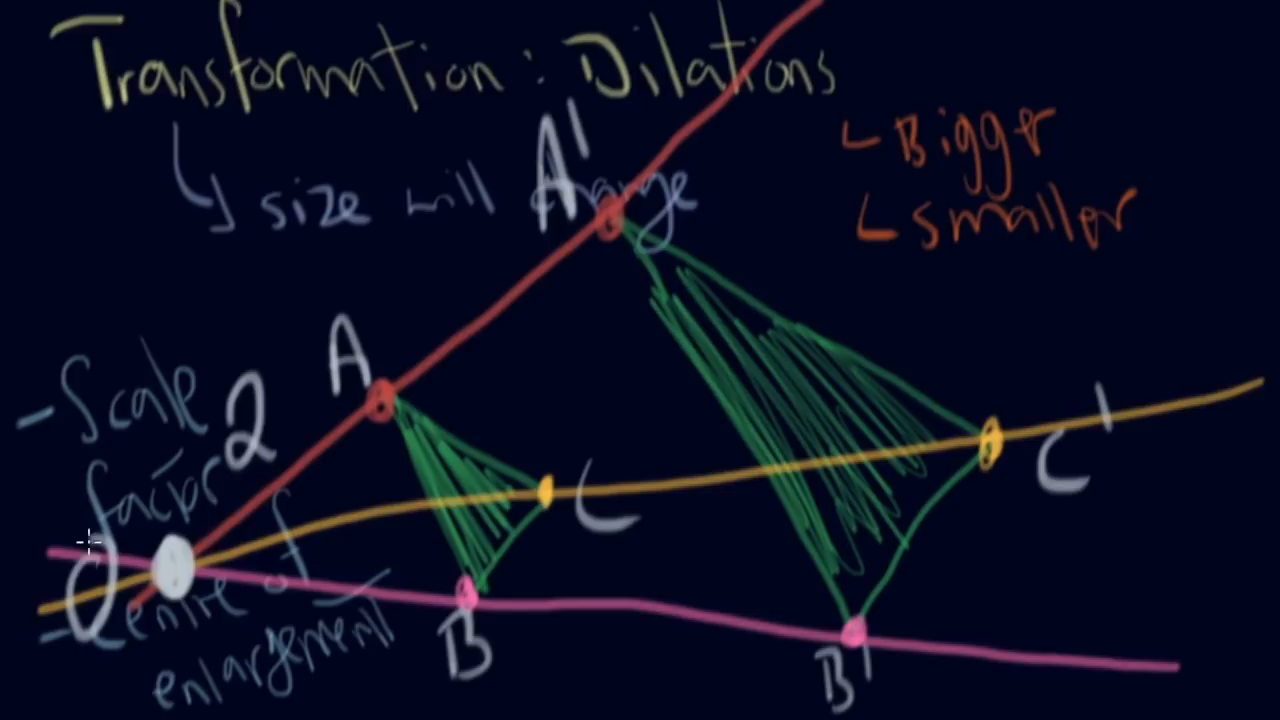 Transformation: Dilations
size will change
- Bigger
- smaller
A'
A
- Scale
factor
2
C'
C
O
- Centre of
enlargement
B
B'